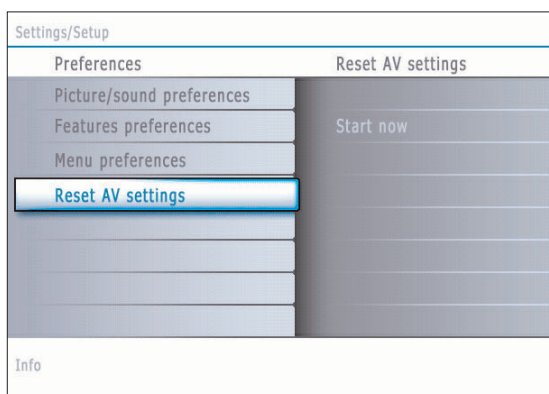 Settings/Setup
Preferences
Reset AV settings
Picture/sound preferences
Features preferences
Start now
Menu preferences
Reset AV settings
Info